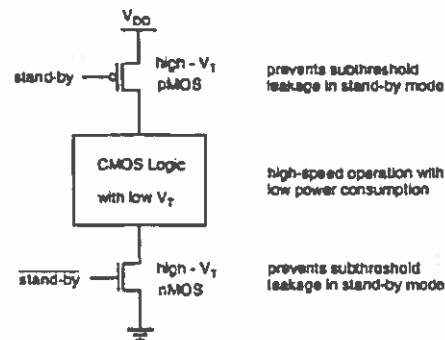 V_DD
stand-by
high - V_T
pMOS
prevents subthreshold
leakage in stand-by mode
CMOS Logic
with low V_T
high-speed operation with
low power consumption
stand-by
high - V_T
nMOS
prevents subthreshold
leakage in stand-by mode